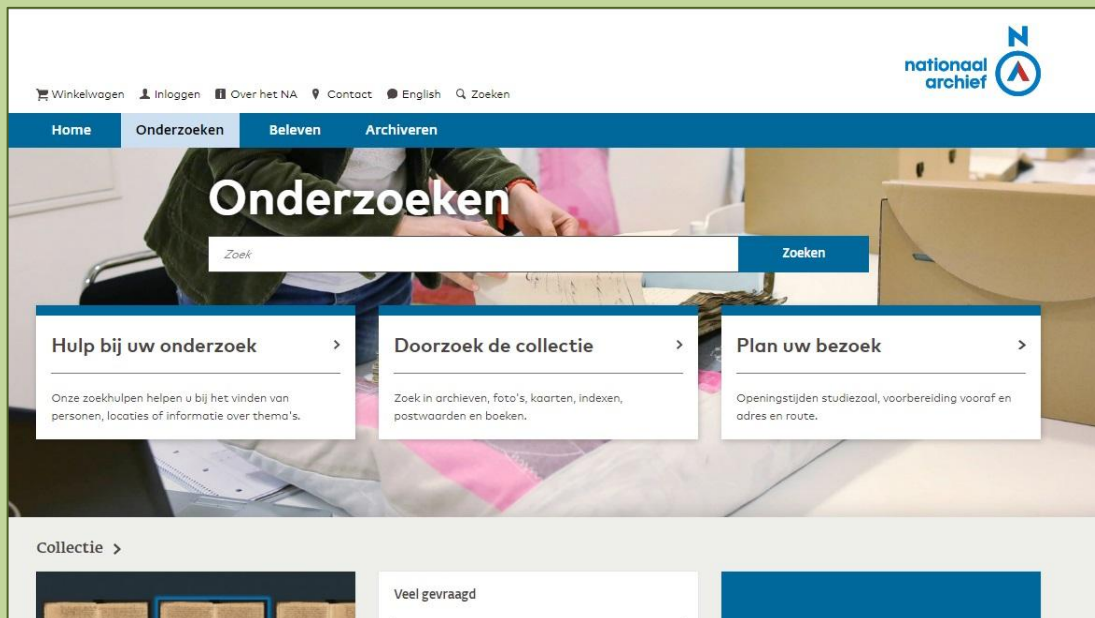 N
nationaal
archief
Winkelwagen Inloggen Over het NA Contact English Zoeken
Home Onderzoeken Beleven Archiveren
Onderzoeken
Zoek Zoeken
Hulp bij uw onderzoek
Onze zoekhulpen helpen u bij het vinden van
personen, locaties of informatie over thema's.
Doorzoek de collectie
Zoek in archieven, foto's, kaarten, indexen,
postwaarden en boeken.
Plan uw bezoek
Openingstijden studiezaal, voorbereiding vooraf en
adres en route.
Collectie
Veel gevraagd